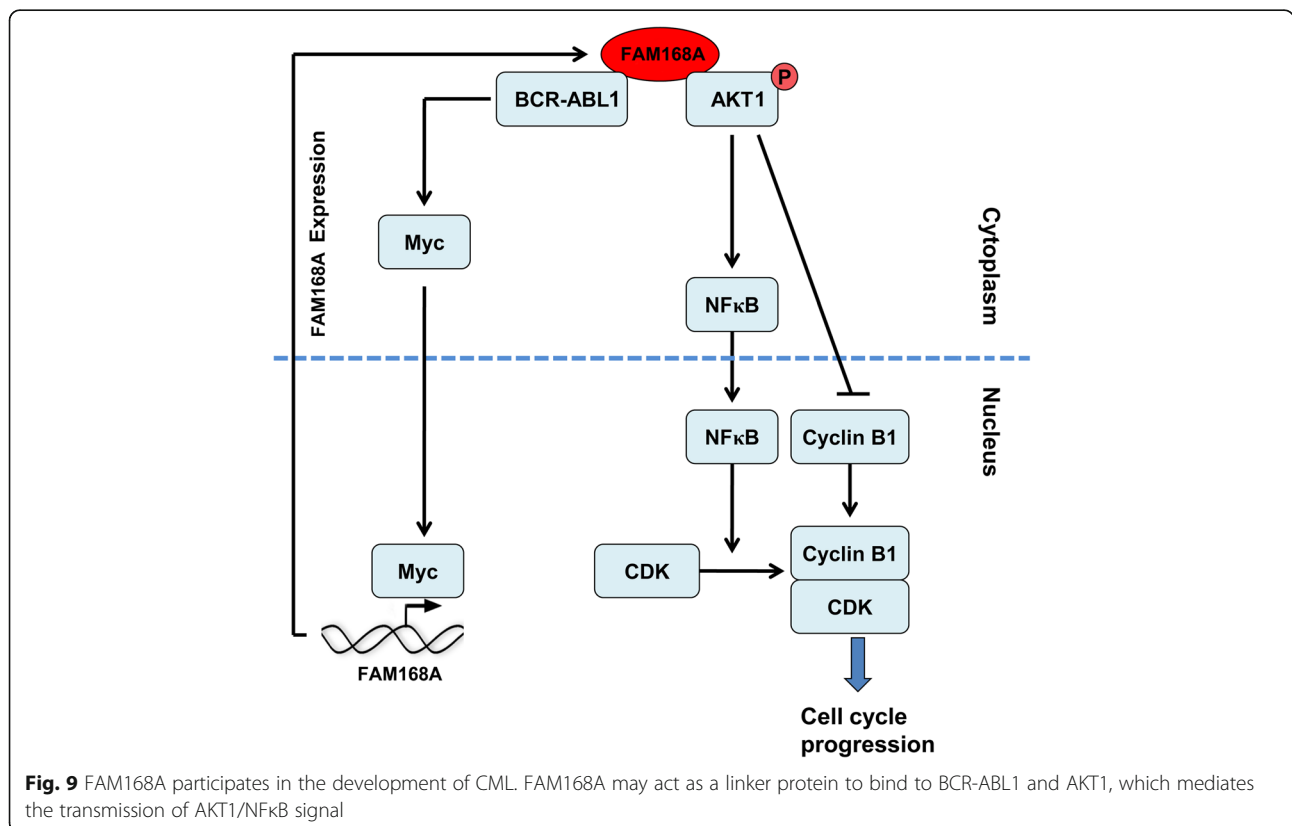 FAM168A
P
BCR-ABL1
AKT1
FAM168A Expression
Myc
Cytoplasm
NFκB
Nucleus
NFκB
Cyclin B1
Myc
CDK
Cyclin B1
CDK
FAM168A
Cell cycle
progression
Fig. 9 FAM168A participates in the development of CML. FAM168A may act as a linker protein to bind to BCR-ABL1 and AKT1, which mediates
the transmission of AKT1/NFκB signal